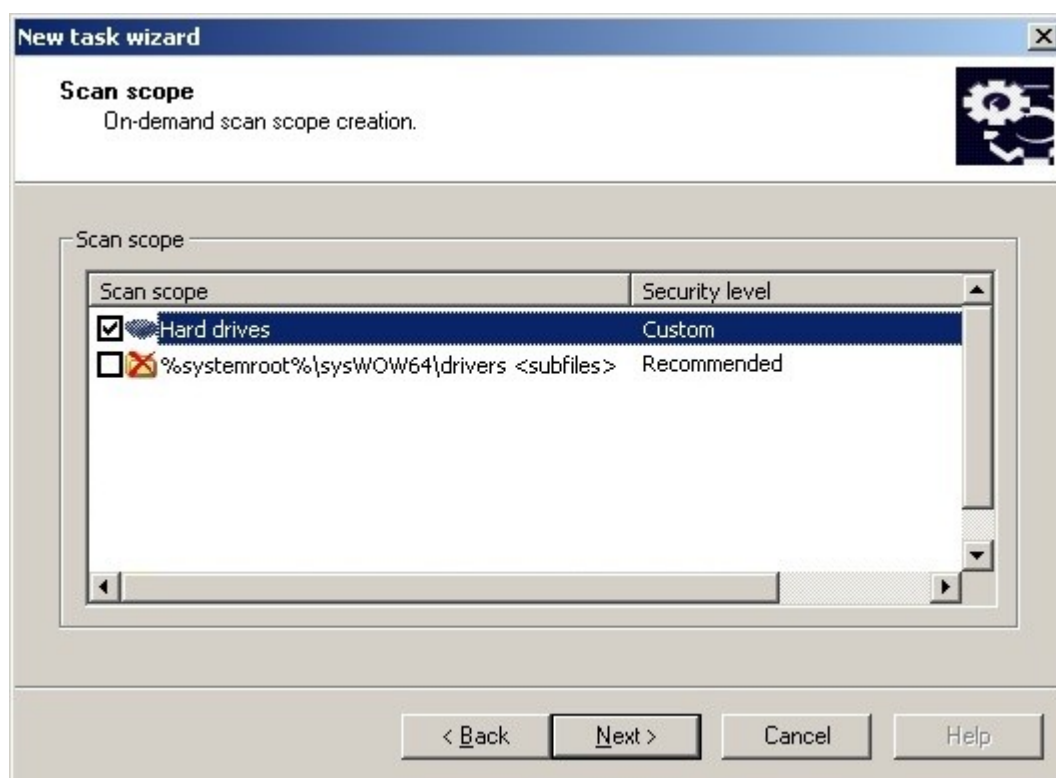 New task wizard
Scan scope
On-demand scan scope creation.
Scan scope
Scan scope Security level
Hard drives Custom
%systemroot%\sysWOW64\drivers <subfiles> Recommended
< Back Next > Cancel Help